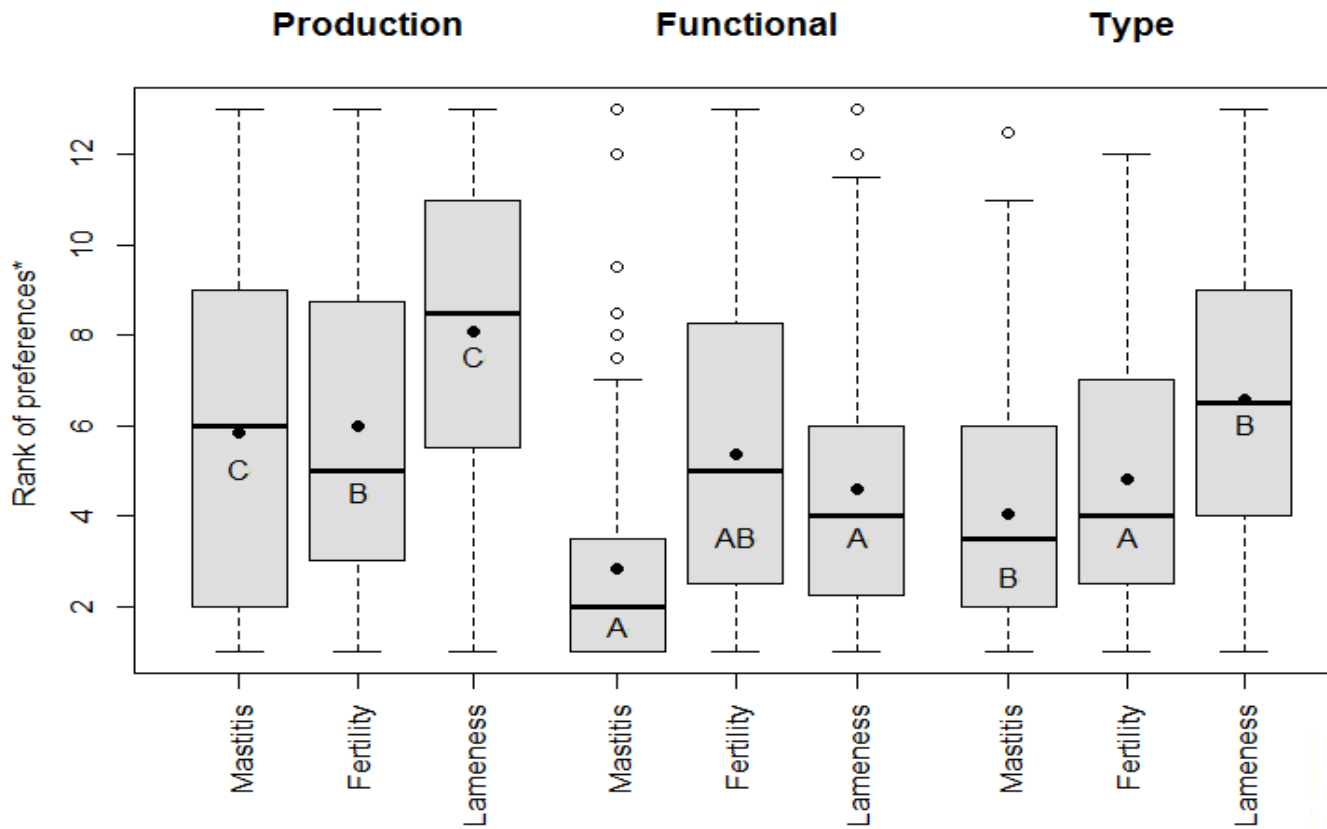 Production Functional Type
Rank of preferences*
12
10
8
6
4
2
C
B
C
A
AB
A
B
A
B
Mastitis
Fertility
Lameness
Mastitis
Fertility
Lameness
Mastitis
Fertility
Lameness